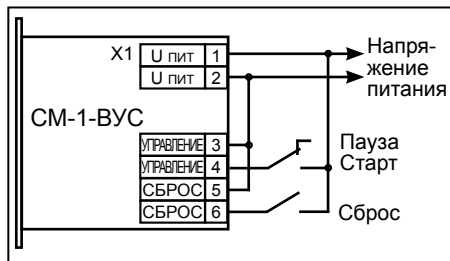 X1 U пит 1
U пит 2
Напря-
жение
питания
СМ-1-ВУС
УПРАВЛЕНИЕ 3
УПРАВЛЕНИЕ 4
СБРОС 5
СБРОС 6
Пауза
Старт
Сброс